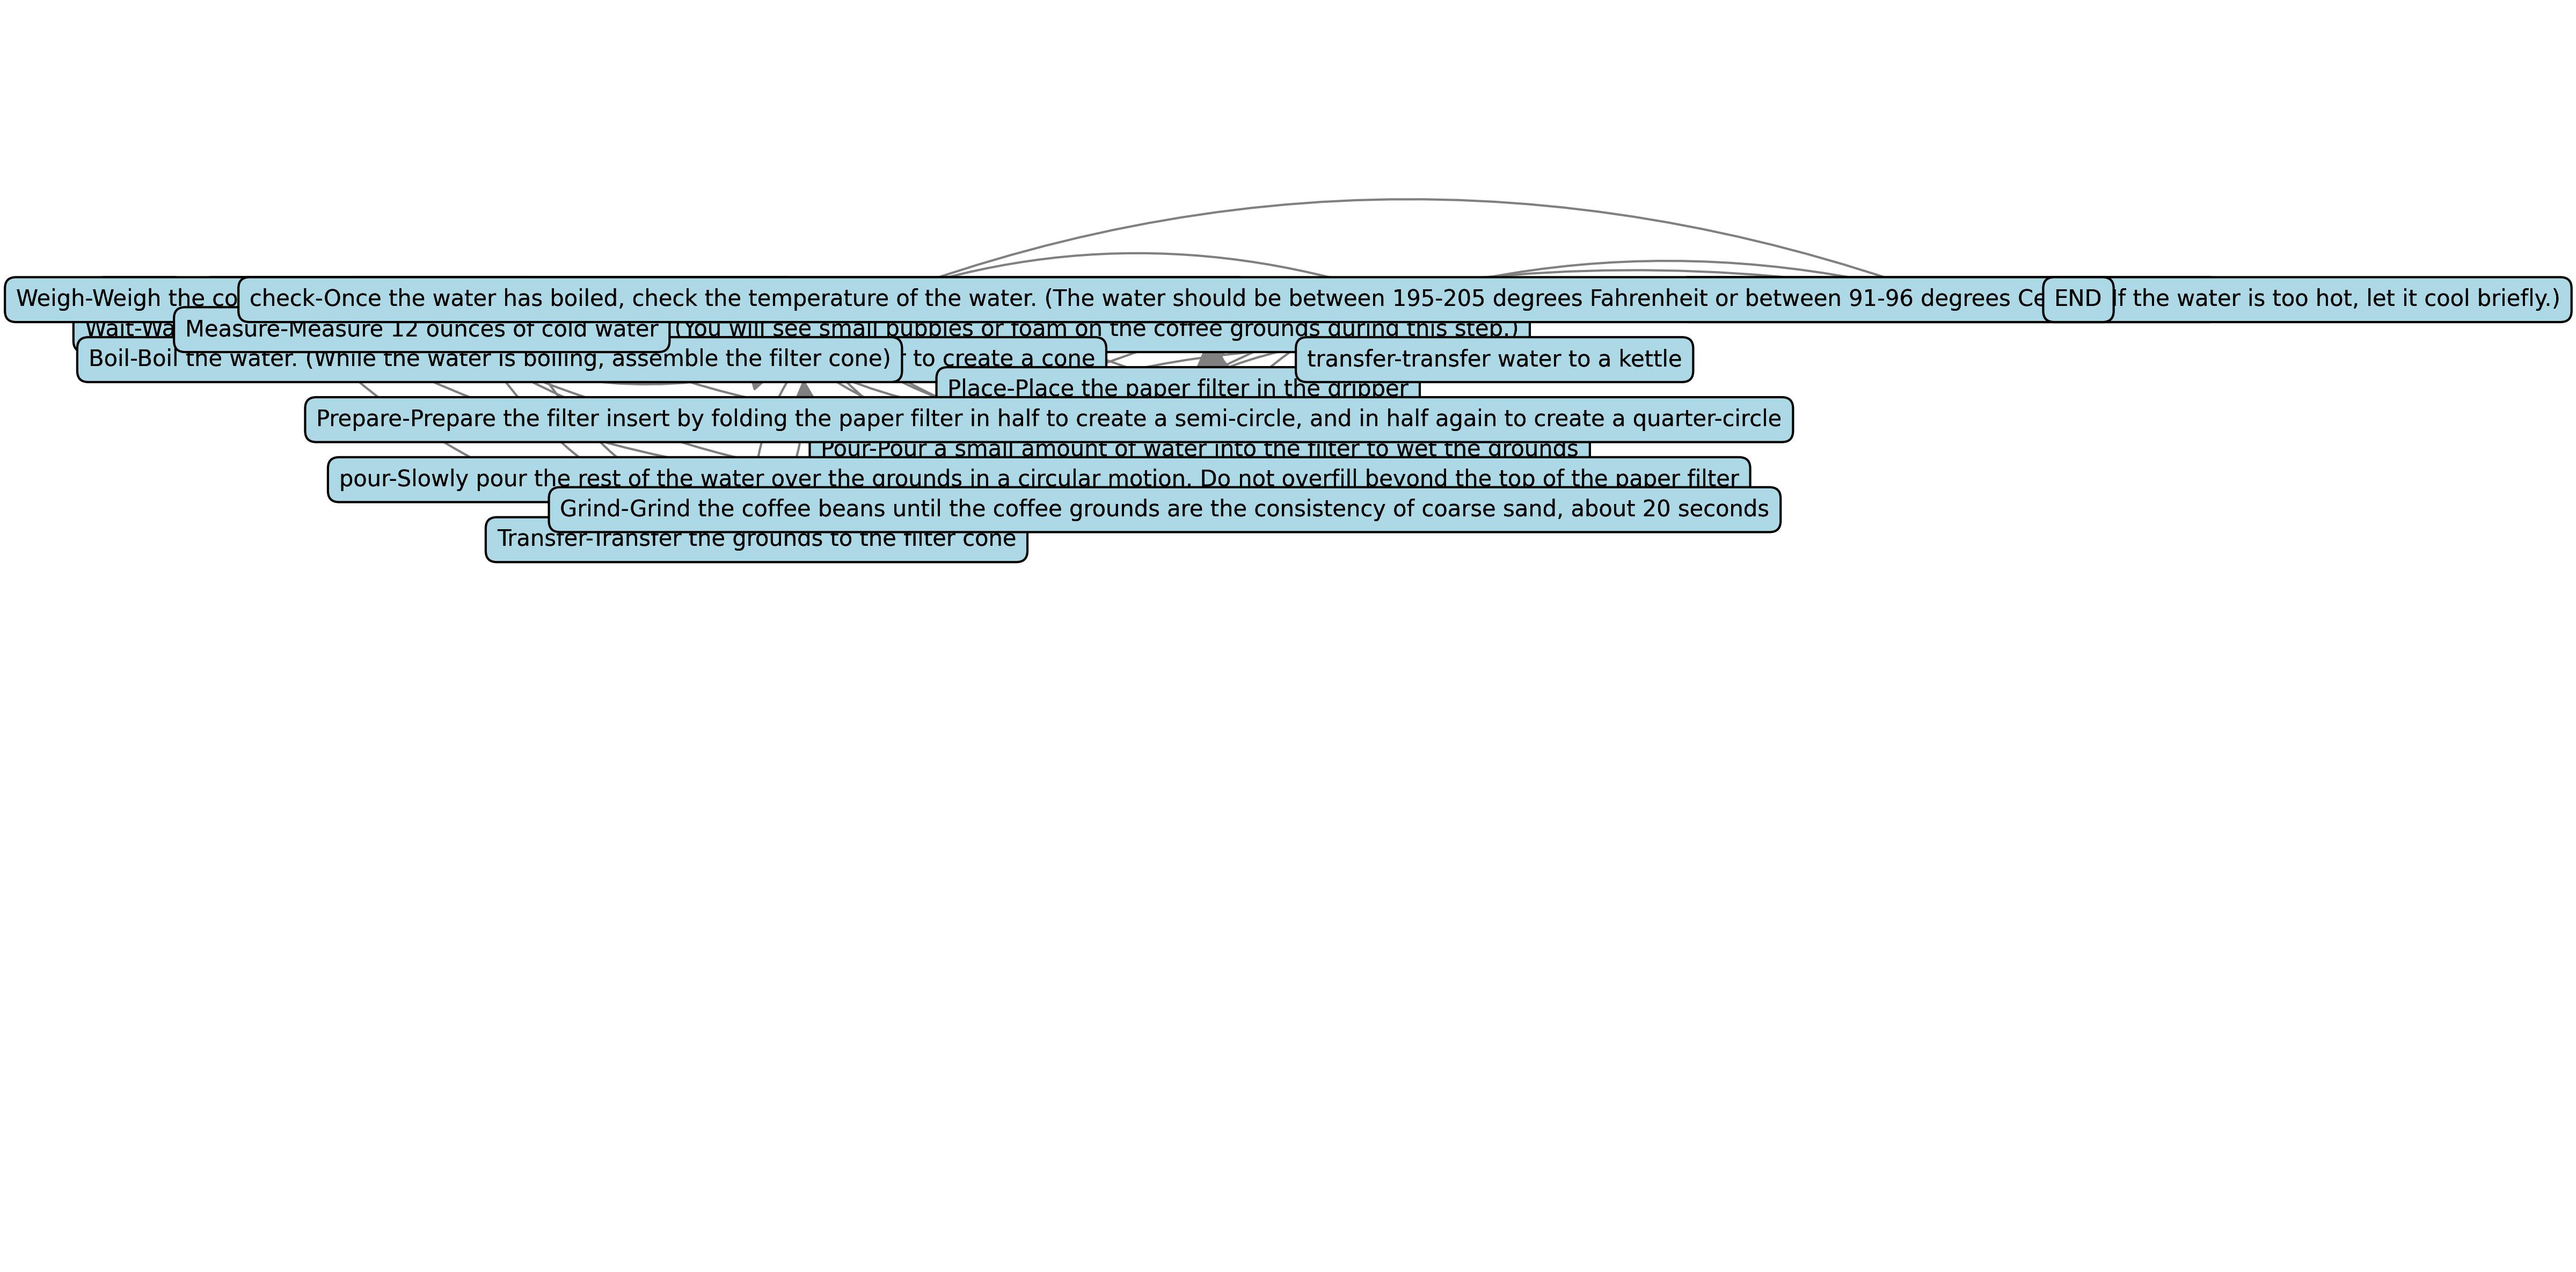 Weigh-Weigh the co
check-Once the water has boiled, check the temperature of the water. (The water should be between 195-205 degrees Fahrenheit or between 91-96 degrees Ce
END
if the water is too hot, let it cool briefly.)
Measure-Measure 12 ounces of cold water
(You will see small bubbles or foam on the coffee grounds during this step.)
Boil-Boil the water. (While the water is boiling, assemble the filter cone)
to create a cone
transfer-transfer water to a kettle
Place-Place the paper filter in the dripper
Prepare-Prepare the filter insert by folding the paper filter in half to create a semi-circle, and in half again to create a quarter-circle
Pour-Pour a small amount of water into the filter to wet the grounds
pour-Slowly pour the rest of the water over the grounds in a circular motion. Do not overfill beyond the top of the paper filter
Grind-Grind the coffee beans until the coffee grounds are the consistency of coarse sand, about 20 seconds
Transfer-Transfer the grounds to the filter cone